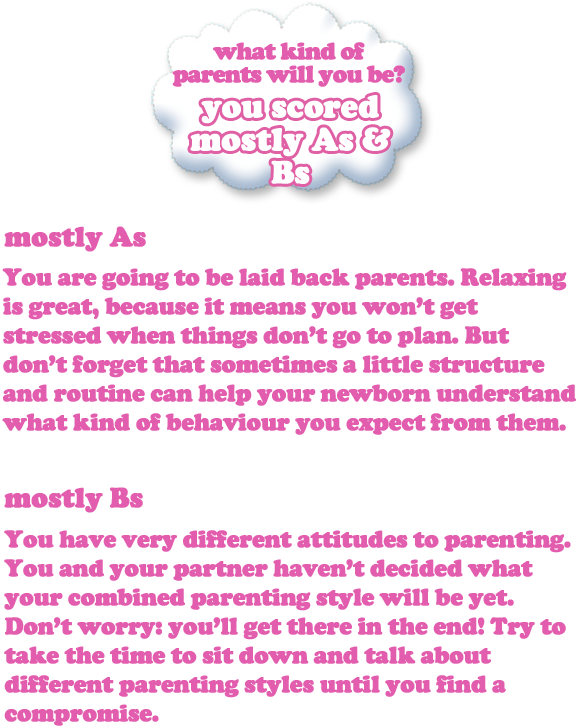 what kind of
parents will you be?
you scored
mostly As &
Bs
mostly As
You are going to be laid back parents. Relaxing
is great, because it means you won't get
stressed when things don't go to plan. But
don't forget that sometimes a little structure
and routine can help your newborn understand
what kind of behaviour you expect from them.
mostly Bs
You have very different attitudes to parenting.
You and your partner haven't decided what
your combined parenting style will be yet.
Don't worry: you'll get there in the end! Try to
take the time to sit down and talk about
different parenting styles until you find a
compromise.